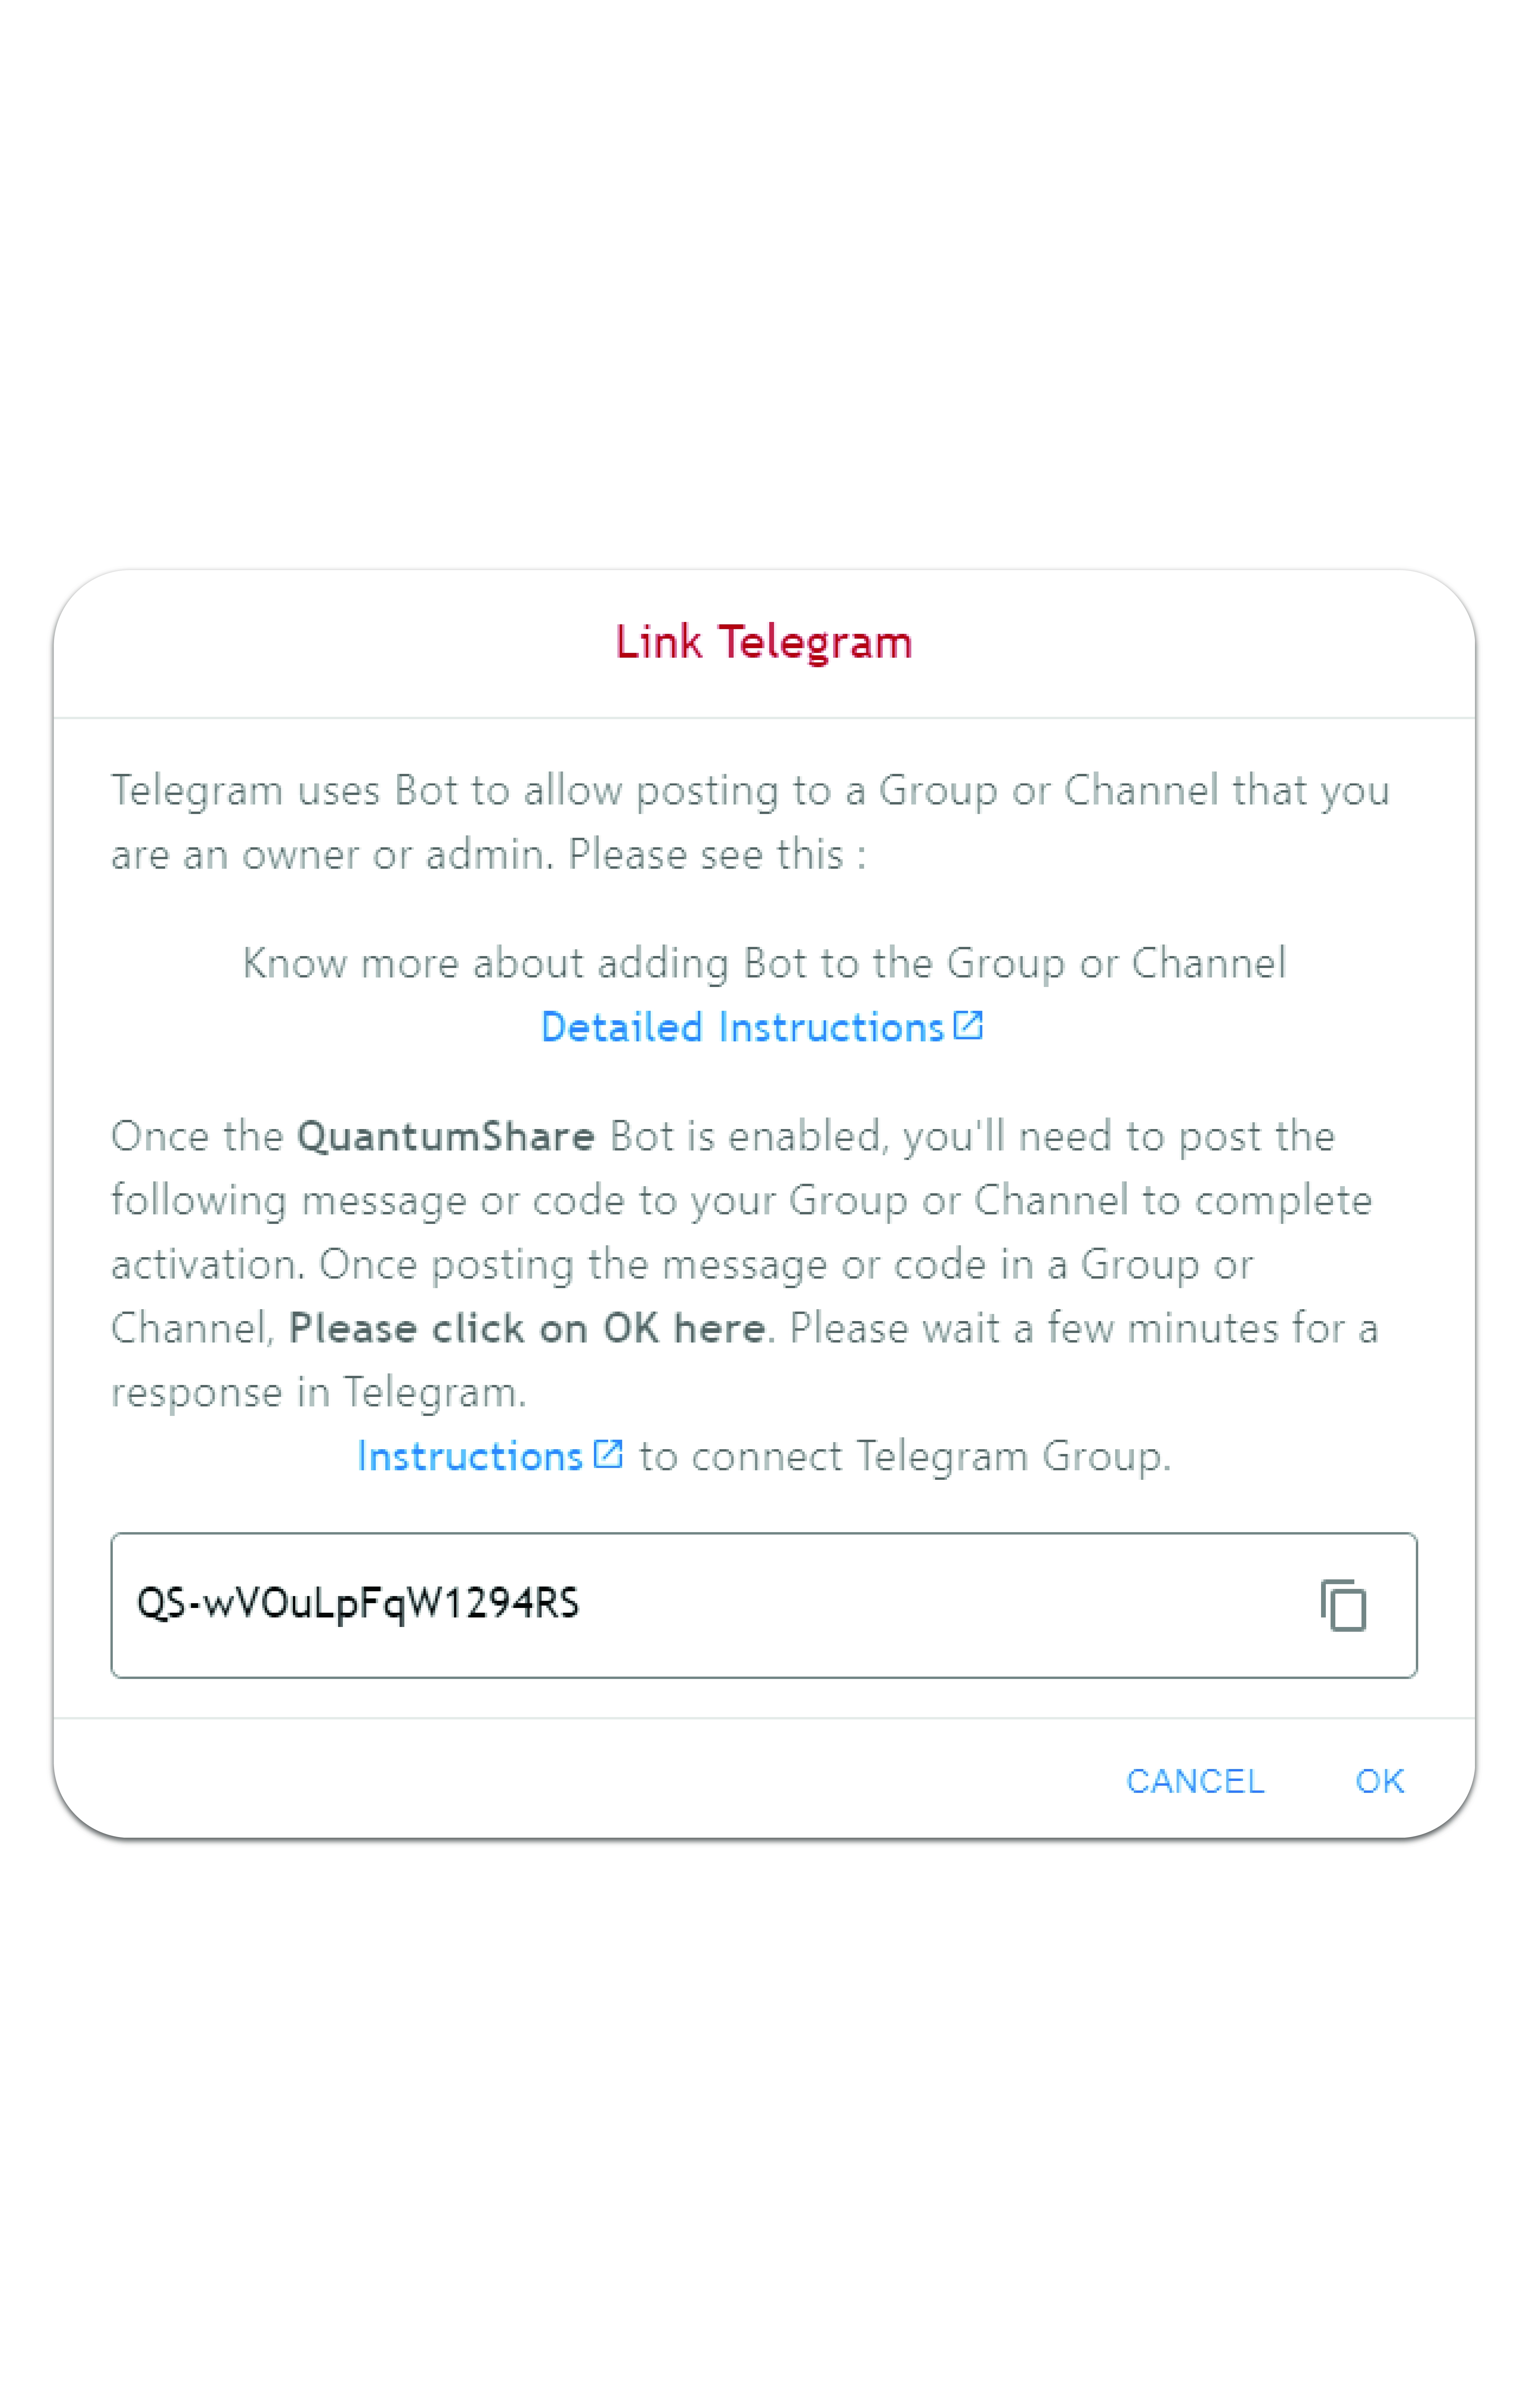 Link Telegram
Telegram uses Bot to allow posting to a Group or Channel that you
are an owner or admin. Please see this :
Know more about adding Bot to the Group or Channel
Detailed Instructions
Once the QuantumShare Bot is enabled, you'll need to post the
following message or code to your Group or Channel to complete
activation. Once posting the message or code in a Group or
Channel, Please click on OK here. Please wait a few minutes for a
response in Telegram.
Instructions to connect Telegram Group.
QS-wVOuLpFqW1294RS
CANCEL OK